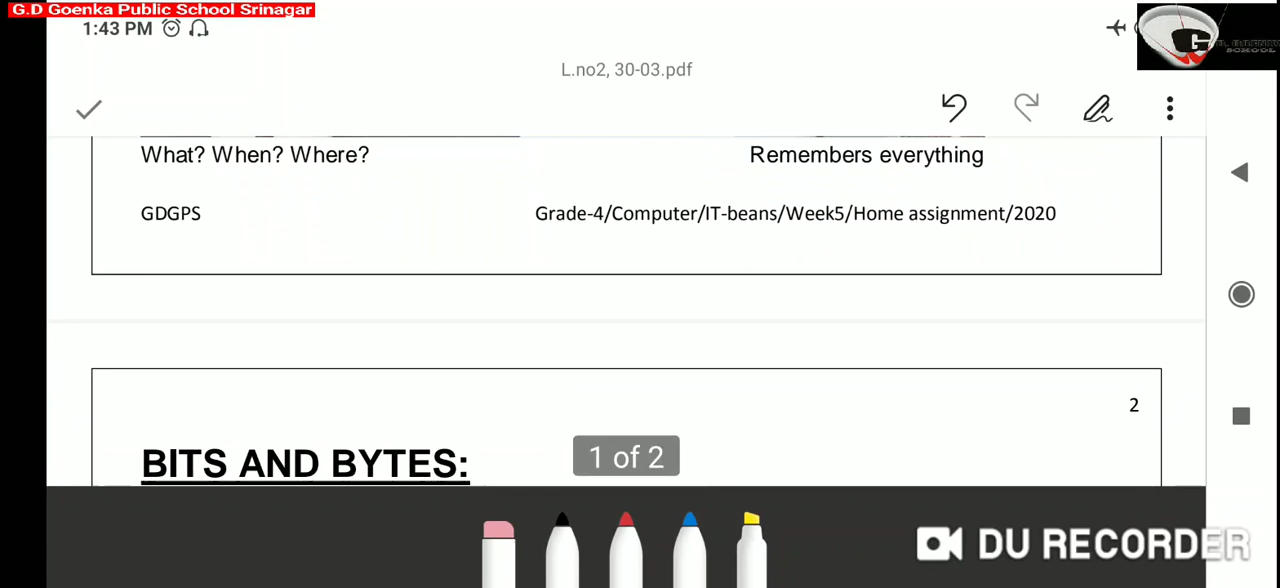 G.D Goenka Public School Srinagar
1:43 PM
L.no2, 30-03.pdf
What? When? Where?
Remembers everything
GDGPS
Grade-4/Computer/IT-beans/Week5/Home assignment/2020
2
BITS AND BYTES:
1 of 2
DU RECORDER